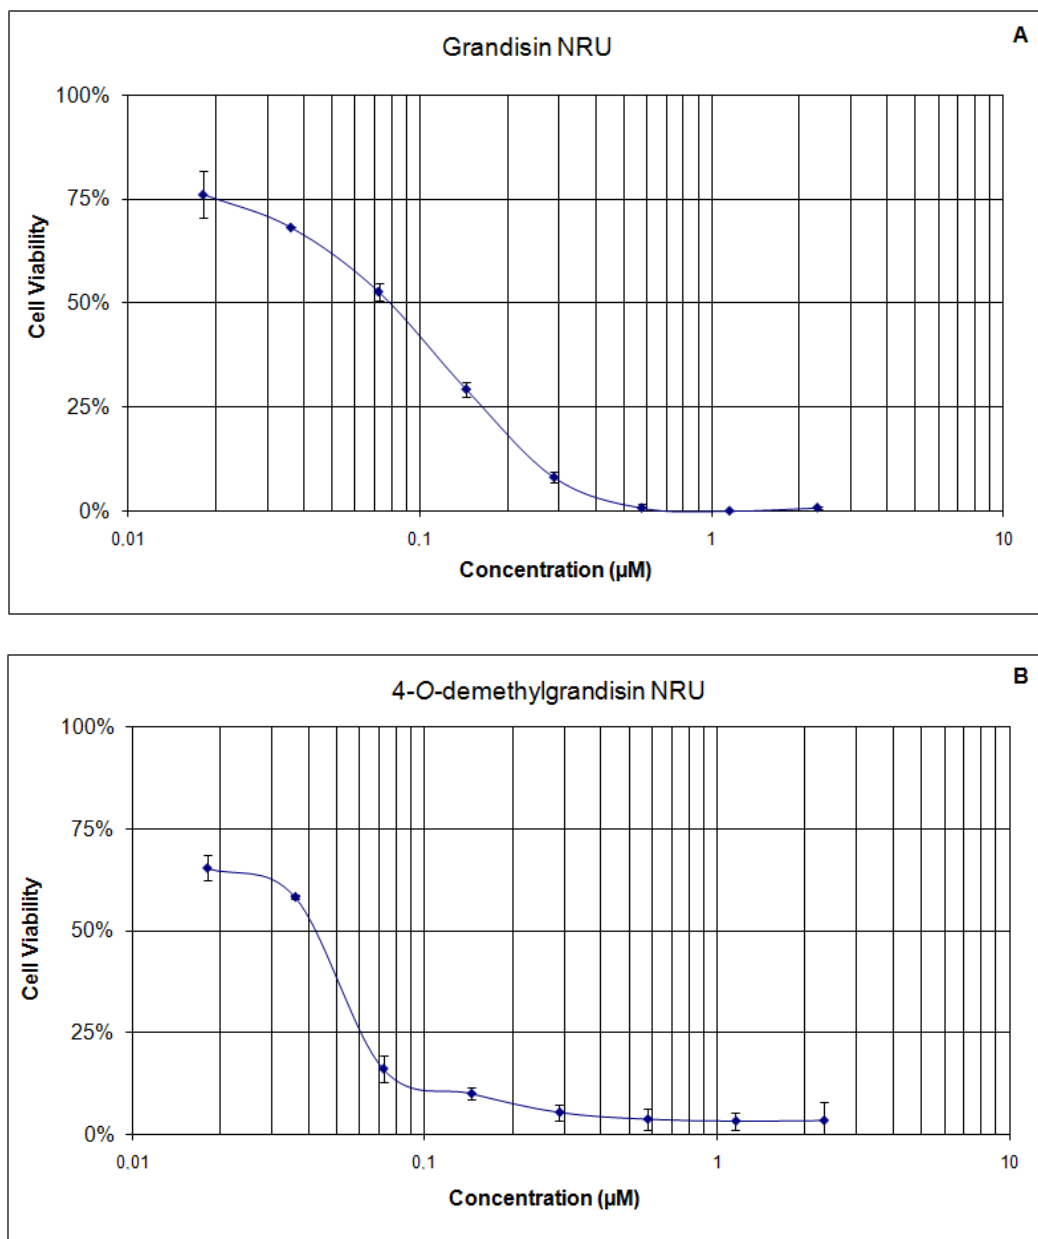 A
Grandisin NRU
100%
75%
50%
25%
0%
Cell Viability
0.01 0.1 1 10
Concentration (µM)
B
4-O-demethylgrandisin NRU
100%
75%
50%
25%
0%
Cell Viability
0.01 0.1 1 10
Concentration (µM)